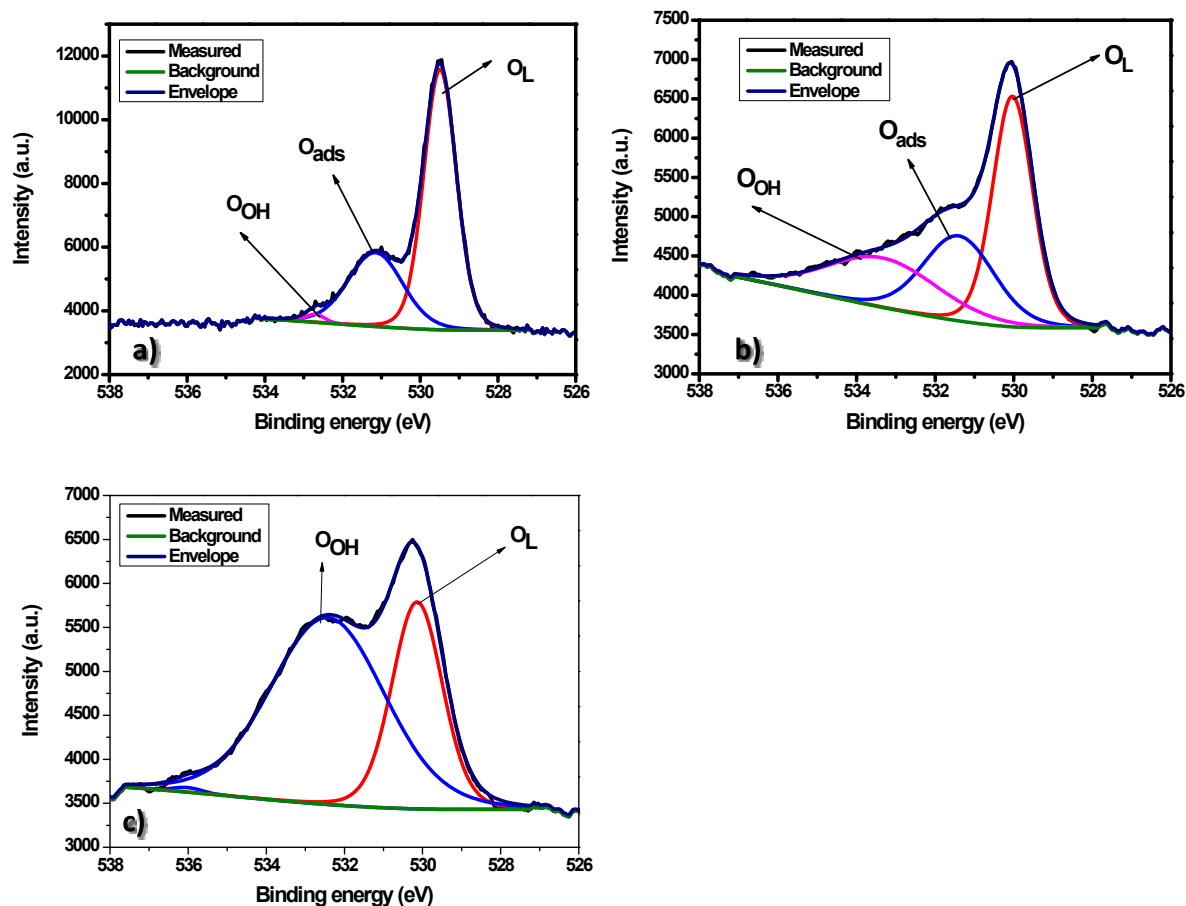 Measured
Background
Envelope
O_L
O_ads
O_OH
12000
10000
8000
6000
4000
2000
Intensity (a.u.)
a)
538 536 534 532 530 528 526
Binding energy (eV)
Measured
Background
Envelope
O_L
O_ads
O_OH
7500
7000
6500
6000
5500
5000
4500
4000
3500
3000
Intensity (a.u.)
b)
538 536 534 532 530 528 526
Binding energy (eV)
Measured
Background
Envelope
O_OH
O_L
7000
6500
6000
5500
5000
4500
4000
3500
3000
Intensity (a.u.)
c)
538 536 534 532 530 528 526
Binding energy (eV)